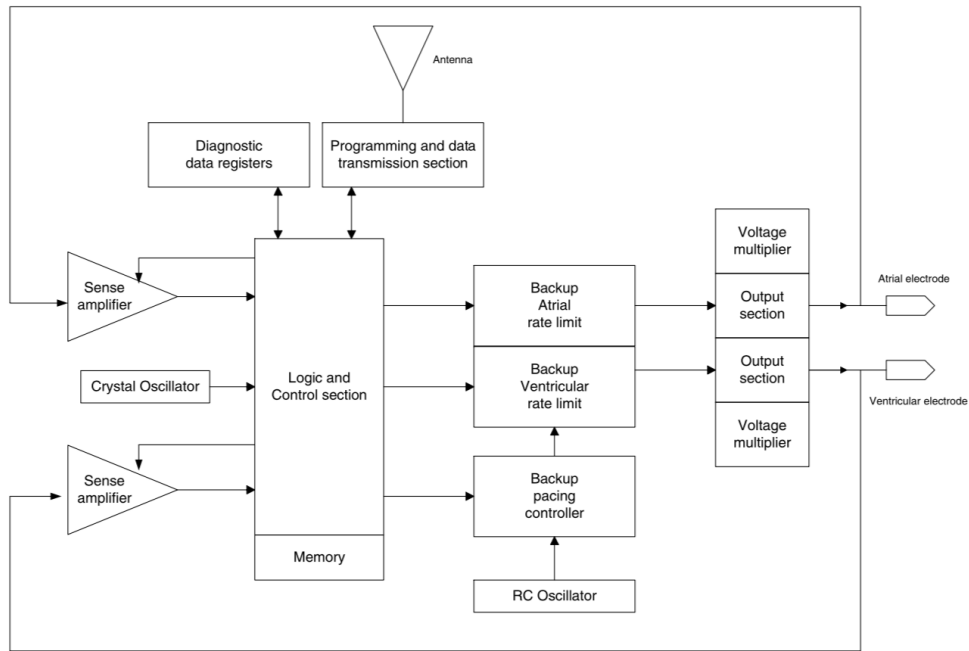 Antenna
Diagnostic
data registers
Programming and data
transmission section
Voltage
multiplier
Sense
amplifier
Backup
Atrial
rate limit
Output
section
Atrial electrode
Crystal Oscillator
Logic and
Control section
Backup
Ventricular
rate limit
Output
section
Ventricular electrode
Voltage
multiplier
Sense
amplifier
Backup
pacing
controller
Memory
RC Oscillator